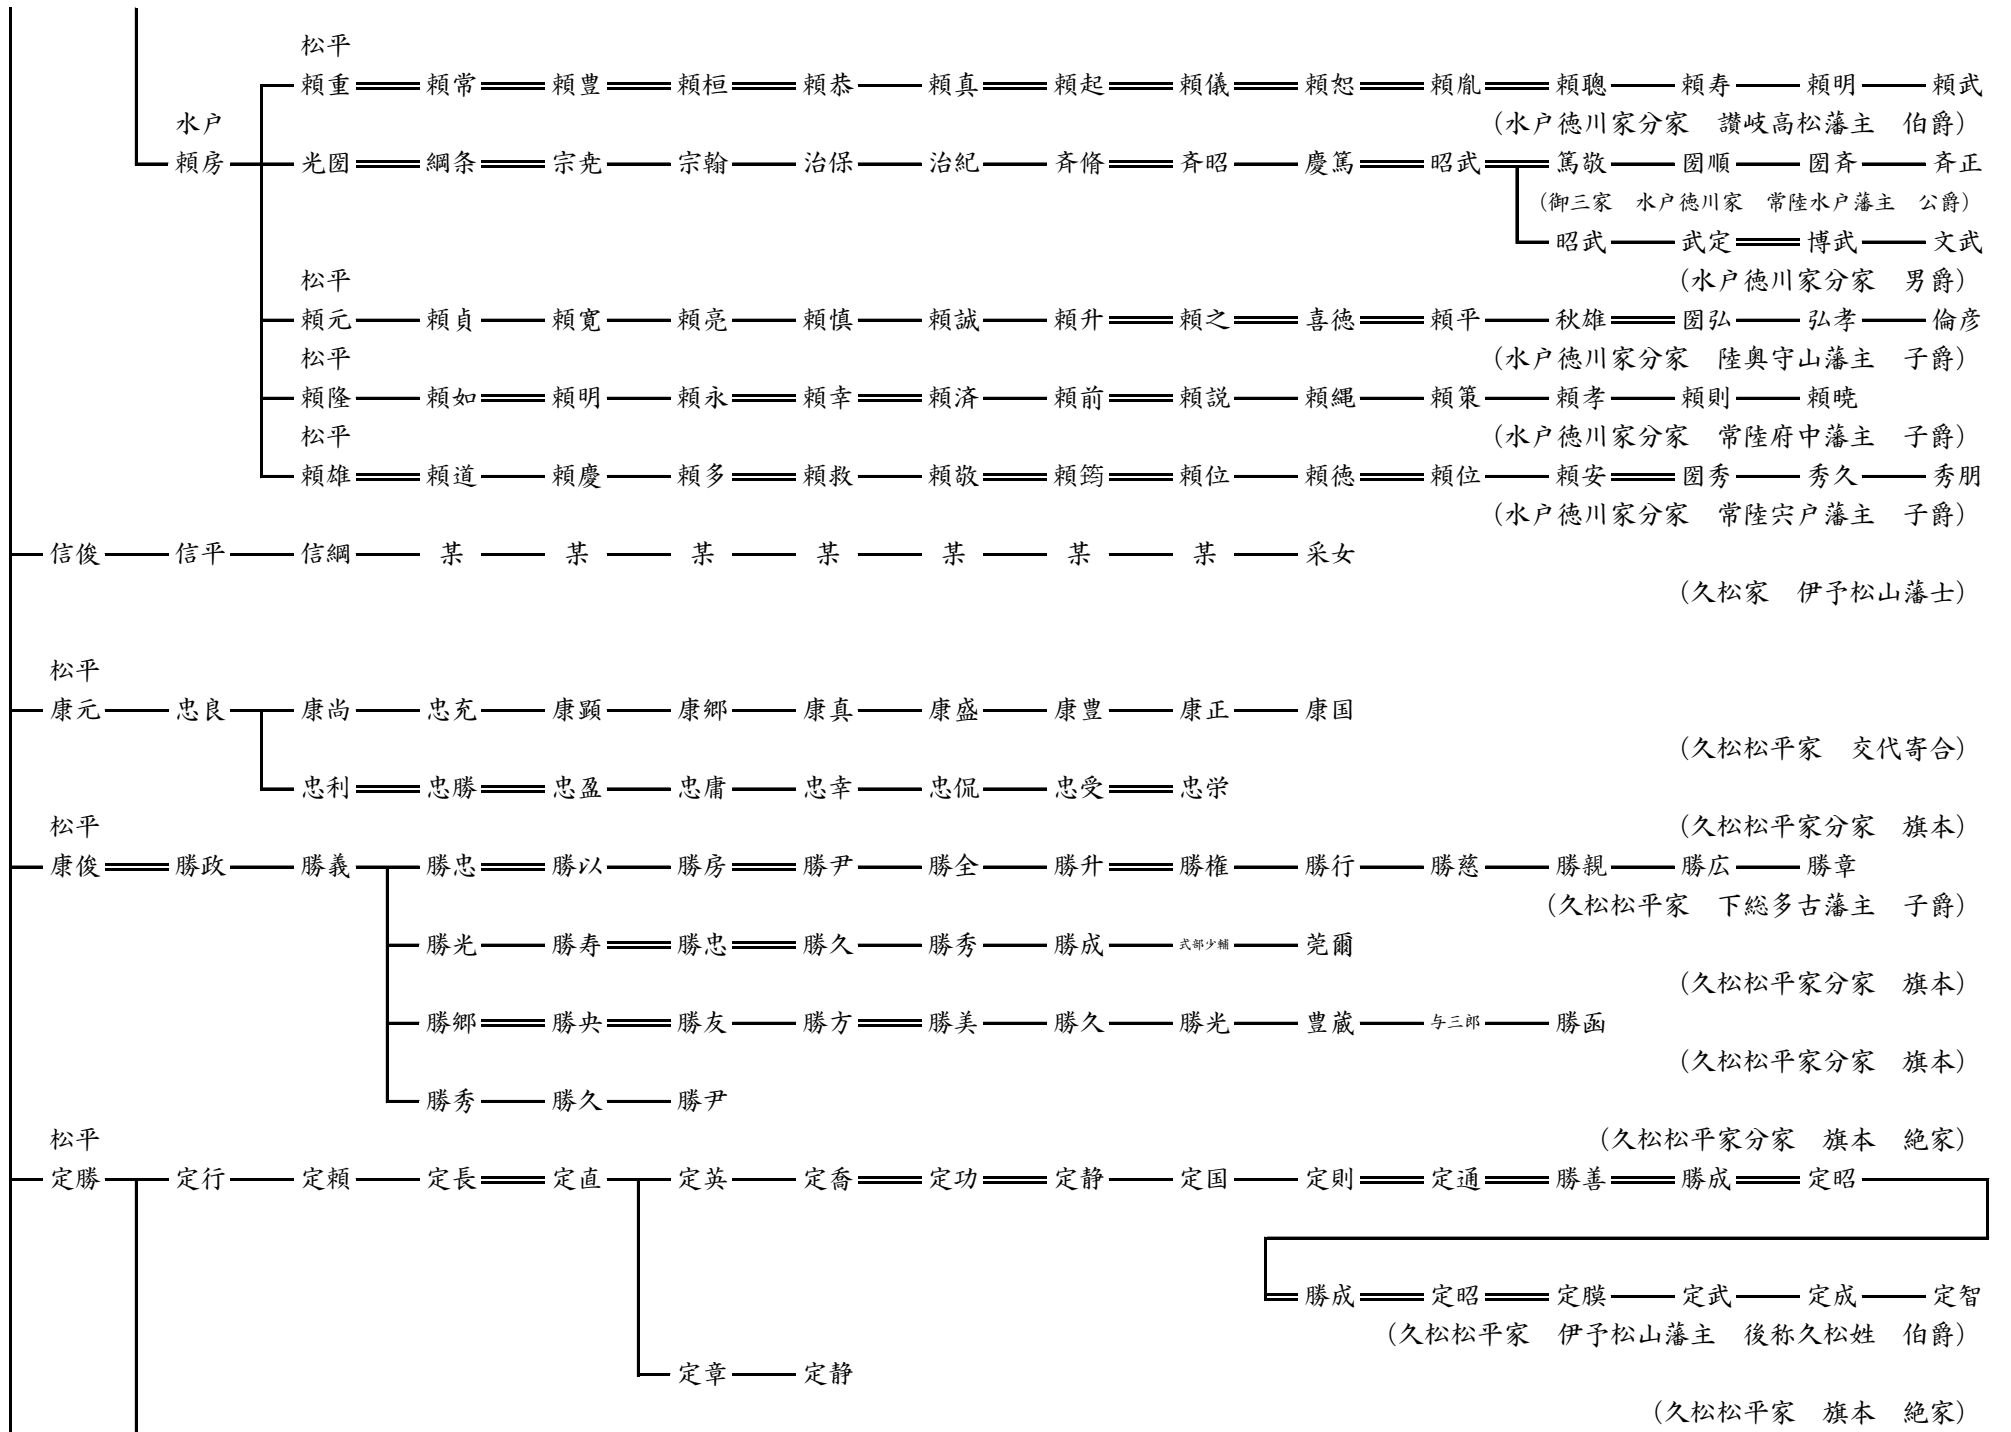 松平
頼重 頼常 頼豊 頼桓 頼恭 頼真 頼起 頼儀 頼恕 頼胤 頼聰 頼寿 頼明 頼武
水戸
（水戸徳川家分家　讃岐高松藩主　伯爵）
頼房 光圀 綱条 宗尭 宗翰 治保 治紀 斉脩 斉昭 慶篤 昭武 篤敬 圀順 圀斉 斉正
（御三家　水戸徳川家　常陸水戸藩主　公爵）
昭武 武定 博武 文武
松平
（水戸徳川家分家　男爵）
頼元 頼貞 頼寛 頼亮 頼慎 頼誠 頼升 頼之 喜徳 頼平 秋雄 圀弘 弘孝 倫彦
松平
（水戸徳川家分家　陸奥守山藩主　子爵）
頼隆 頼如 頼明 頼永 頼幸 頼済 頼前 頼説 頼縄 頼策 頼孝 頼則 頼暁
松平
（水戸徳川家分家　常陸府中藩主　子爵）
頼雄 頼道 頼慶 頼多 頼救 頼敬 頼筠 頼位 頼徳 頼位 頼安 圀秀 秀久 秀朋
（水戸徳川家分家　常陸宍戸藩主　子爵）
信俊 信平 信綱 某 某 某 某 某 某 某 采女
（久松家　伊予松山藩士）
松平
康元 忠良 康尚 忠充 康顕 康郷 康真 康盛 康豊 康正 康国
（久松松平家　交代寄合）
忠利 忠勝 忠盈 忠庸 忠幸 忠侃 忠受 忠栄
松平
（久松松平家分家　旗本）
康俊 勝政 勝義 勝忠 勝以 勝房 勝尹 勝全 勝升 勝権 勝行 勝慈 勝親 勝広 勝章
（久松松平家　下総多古藩主　子爵）
勝光 勝寿 勝忠 勝久 勝秀 勝成 式部少輔 莞爾
（久松松平家分家　旗本）
勝郷 勝央 勝友 勝方 勝美 勝久 勝光 豊蔵 与三郎 勝函
（久松松平家分家　旗本）
勝秀 勝久 勝尹
松平
（久松松平家分家　旗本　絶家）
定勝 定行 定頼 定長 定直 定英 定喬 定功 定静 定国 定則 定通 勝善 勝成 定昭
勝成 定昭 定膜 定武 定成 定智
（久松松平家　伊予松山藩主　後称久松姓　伯爵）
定章 定静
（久松松平家　旗本　絶家）